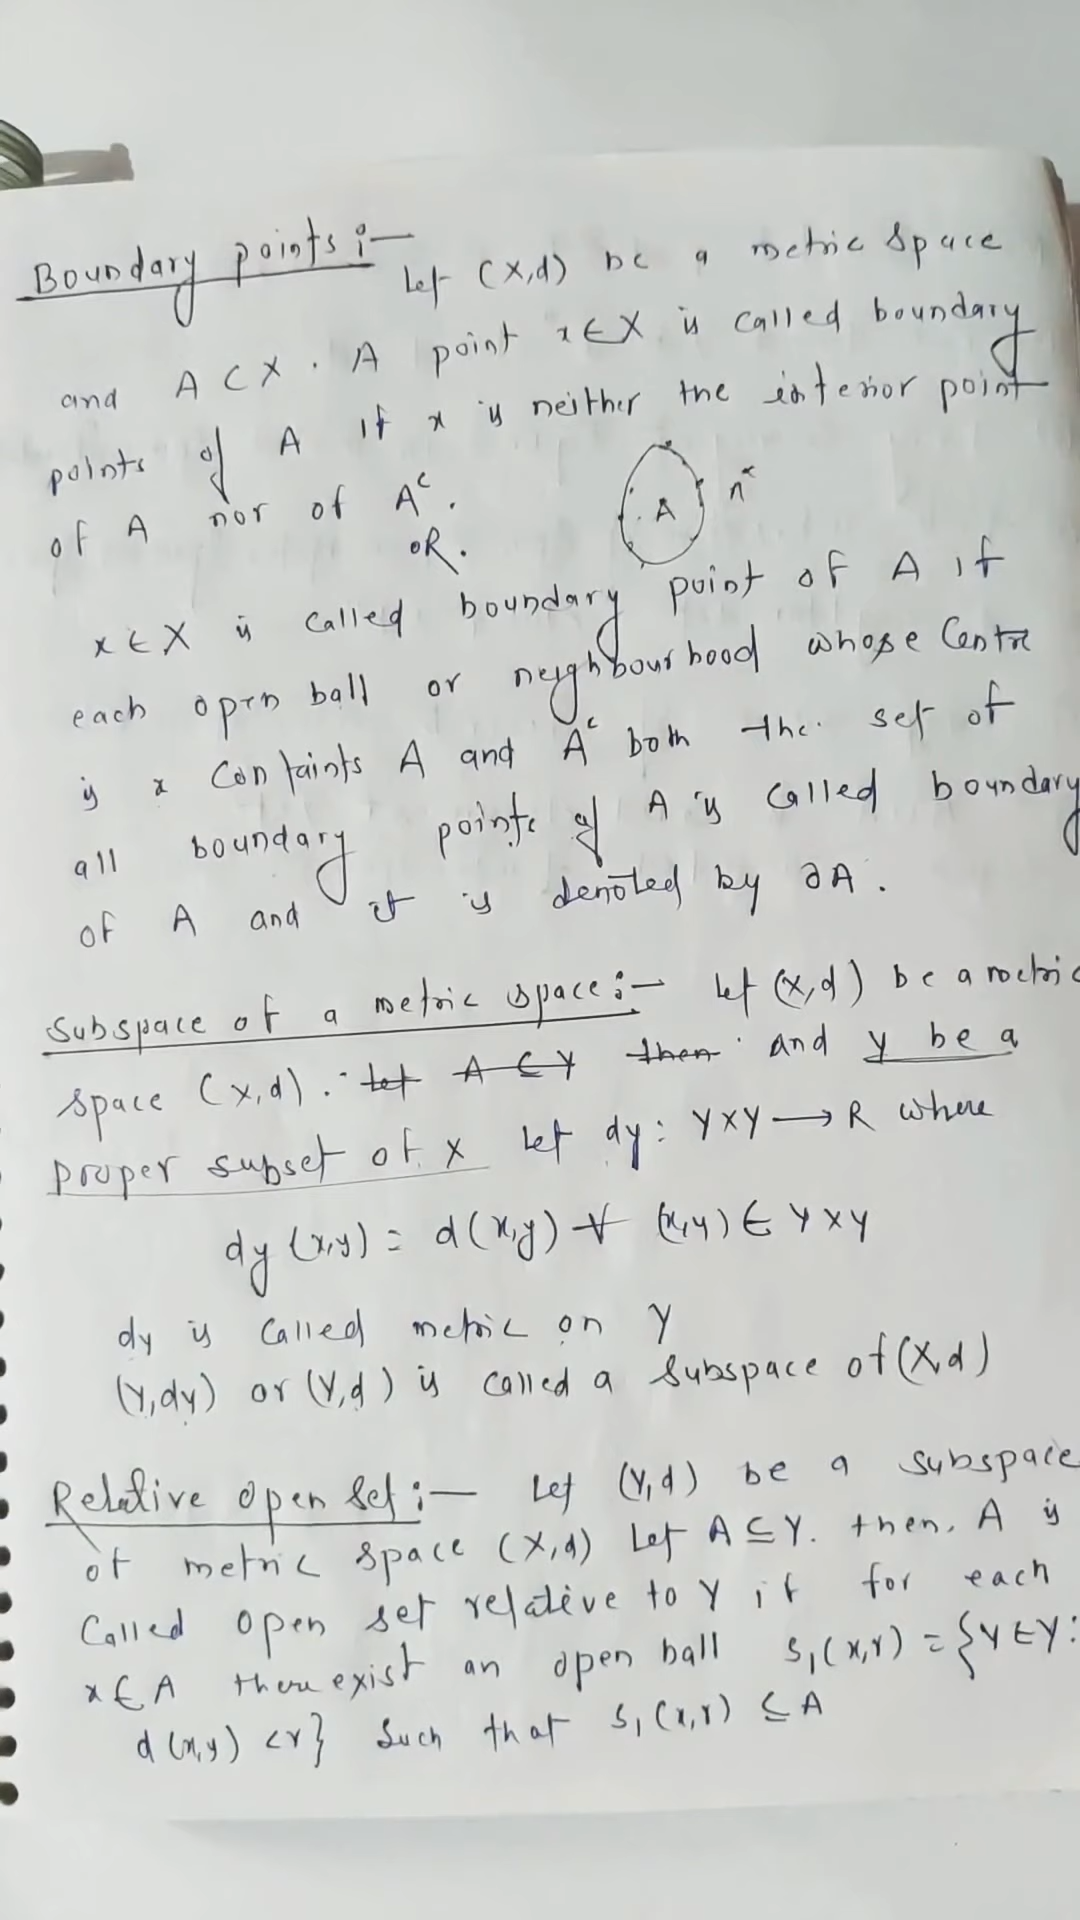 Boundary points :-
Let (X,d) be a metric space
and A ⊂ X . A point x ∈ X is called boundary
points of A if x is neither the interior point
of A nor of Aᶜ.
A
OR.
x ∈ X is called boundary point of A if
each open ball or neighbourhood whose Centre
is x Containts A and Aᶜ both the set of
all boundary points of A is called boundary
of A and it is denoted by ∂A .
Subspace of a metric space :- let (X,d) be a metric
space (X,d) . let A ⊆ Y then and y be a
proper subset of X Let dy : Y×Y → R where
dy (x,y) = d(x,y) ∀ (x,y) ∈ Y×Y
dy is called metric on Y
(Y,dy) or (Y,d) is called a subspace of (X,d)
Relative open Set :- Let (Y,d) be a subspace
of metric space (X,d) Let A ⊆ Y. then. A is
Called open set relative to Y if for each
x ∈ A there exist an open ball S₁(x,r) = {Y ∈ Y :
d(x,y) < r} Such that S₁(x,r) ⊆ A